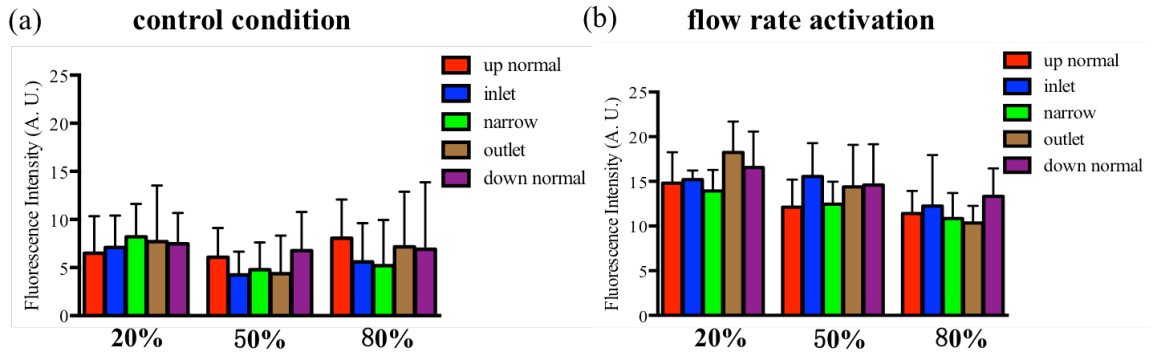 (a) control condition
Fluorescence Intensity (A. U.)
25
20
15
10
5
0
20% 50% 80%
up normal
inlet
narrow
outlet
down normal
(b) flow rate activation
Fluorescence Intensity (A. U.)
25
20
15
10
5
0
20% 50% 80%
up normal
inlet
narrow
outlet
down normal